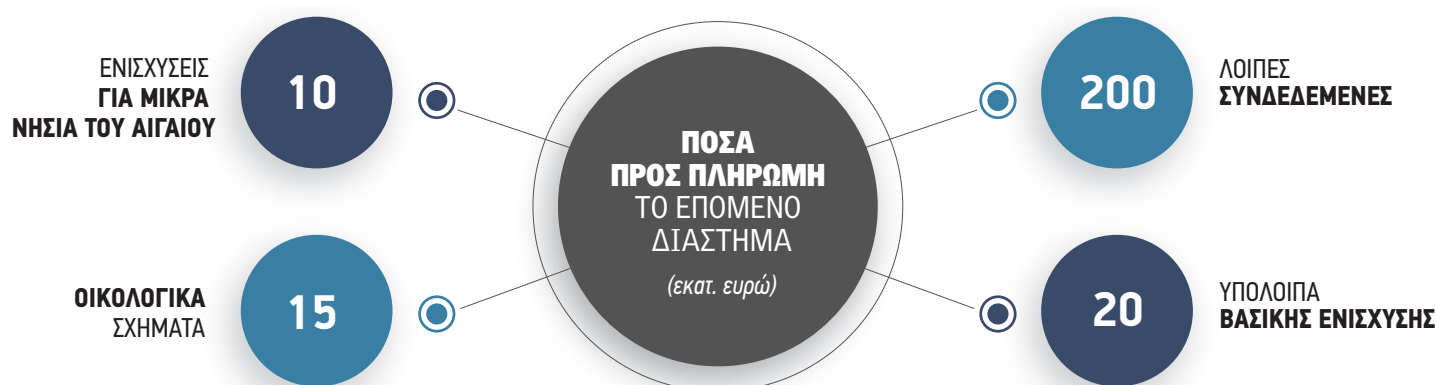 ΕΝΙΣΧΥΣΕΙΣ
ΓΙΑ ΜΙΚΡΑ
ΝΗΣΙΑ ΤΟΥ ΑΙΓΑΙΟΥ
10
ΟΙΚΟΛΟΓΙΚΑ
ΣΧΗΜΑΤΑ
15
ΠΟΣΑ
ΠΡΟΣ ΠΛΗΡΩΜΗ
ΤΟ ΕΠΟΜΕΝΟ
ΔΙΑΣΤΗΜΑ
(εκατ. ευρώ)
200
ΛΟΙΠΕΣ
ΣΥΝΔΕΔΕΜΕΝΕΣ
20
ΥΠΟΛΟΙΠΑ
ΒΑΣΙΚΗΣ ΕΝΙΣΧΥΣΗΣ